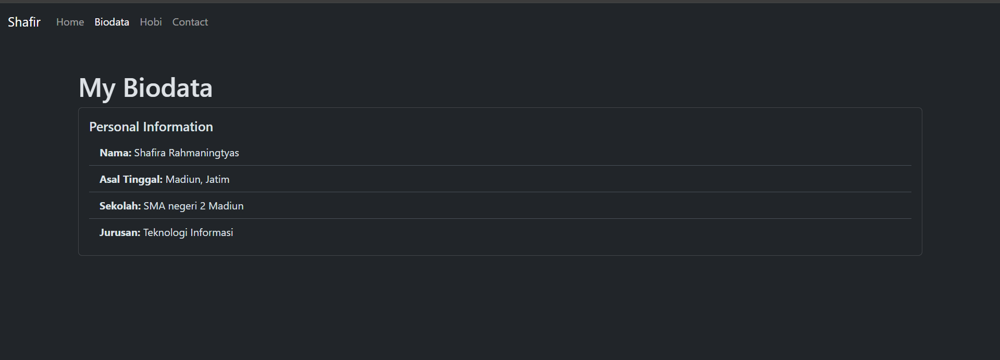 Shafir Home Biodata Hobi Contact
My Biodata
Personal Information
Nama: Shafira Rahmaningtyas
Asal Tinggal: Madiun, Jatim
Sekolah: SMA negeri 2 Madiun
Jurusan: Teknologi Informasi